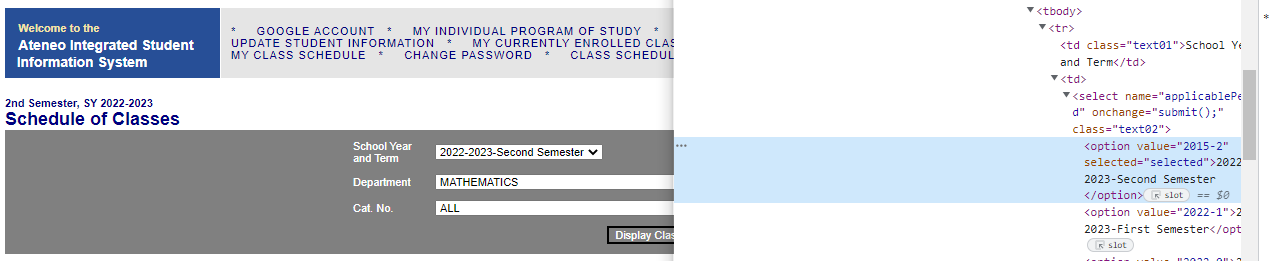 Welcome to the
Ateneo Integrated Student
Information System
* GOOGLE ACCOUNT * MY INDIVIDUAL PROGRAM OF STUDY *
UPDATE STUDENT INFORMATION * MY CURRENTLY ENROLLED CLAS
MY CLASS SCHEDULE * CHANGE PASSWORD * CLASS SCHEDUL
2nd Semester, SY 2022-2023
Schedule of Classes
School Year
and Term
2022-2023-Second Semester
Department
MATHEMATICS
Cat. No.
ALL
Display Clas
<tbody>
<tr>
<td class="text01">School Ye
and Term</td>
<td>
<select name="applicablePe
d" onchange="submit();"
class="text02">
… <option value="2015-2"
selected="selected">2022
2023-Second Semester
</option> slot == $0
<option value="2022-1">2
2023-First Semester</opt
slot
*